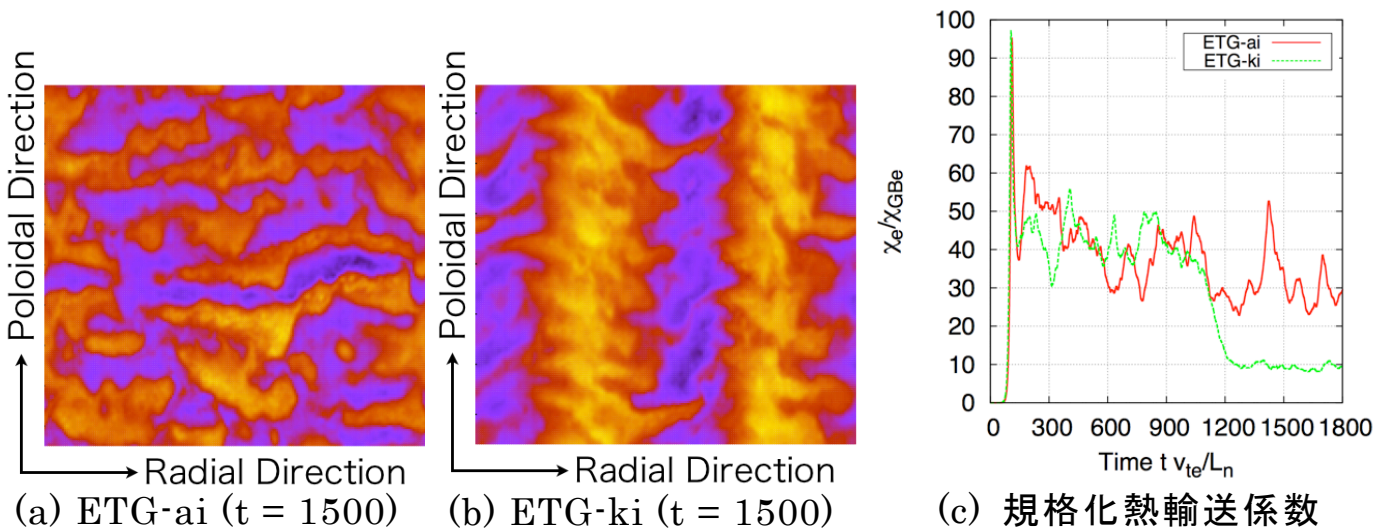 Poloidal Direction
Radial Direction
(a) ETG-ai (t = 1500)
Poloidal Direction
Radial Direction
(b) ETG-ki (t = 1500)
χe/χGBe
100
90
80
70
60
50
40
30
20
10
0
ETG-ai
ETG-ki
0 300 600 900 1200 1500 1800
Time t vte/Ln
(c) 規格化熱輸送係数